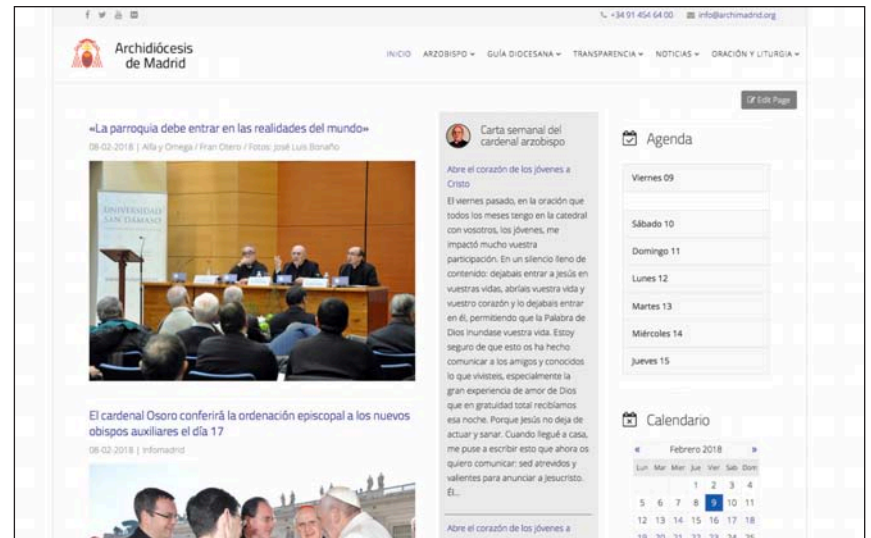 +34 91 454 64 00
info@archimadrid.org
Archidiócesis
de Madrid
INICIO ARZOBISPO GUÍA DIOCESANA TRANSPARENCIA NOTICIAS ORACIÓN Y LITURGIA
Edit Page
«La parroquia debe entrar en las realidades del mundo»
08-02-2018 | Alfa y Omega / Fran Otero / Fotos: José Luis Bonaño
UNIVERSIDAD
SAN DÁMASO
El cardenal Osoro conferirá la ordenación episcopal a los nuevos
obispos auxiliares el día 17
08-02-2018 | Infomadrid
Carta semanal del
cardenal arzobispo
Abre el corazón de los jóvenes a
Cristo
El viernes pasado, en la oración que
todos los meses tengo en la catedral
con vosotros, los jóvenes, me
impactó mucho vuestra
participación. En un silencio lleno de
contenido: dejabais entrar a Jesús en
vuestras vidas, abríais vuestra vida y
vuestro corazón y lo dejabais entrar
en él, permitiendo que la Palabra de
Dios inundase vuestra vida. Estoy
seguro de que esto os ha hecho
comunicar a los amigos y conocidos
lo que vivisteis, especialmente la
gran experiencia de amor de Dios
que en gratuidad total recibíamos
esa noche. Porque Jesús no deja de
actuar y sanar. Cuando llegué a casa,
me puse a escribir esto que ahora os
quiero comunicar: sed atrevidos y
valientes para anunciar a Jesucristo.
Él...
Abre el corazón de los jóvenes a
Agenda
Viernes 09
Sábado 10
Domingo 11
Lunes 12
Martes 13
Miércoles 14
Jueves 15
Calendario
« Febrero 2018 »
Lun Mar Mier Jue Vier Sab Dom
1 2 3 4
5 6 7 8 9 10 11
12 13 14 15 16 17 18
19 20 21 22 23 24 25